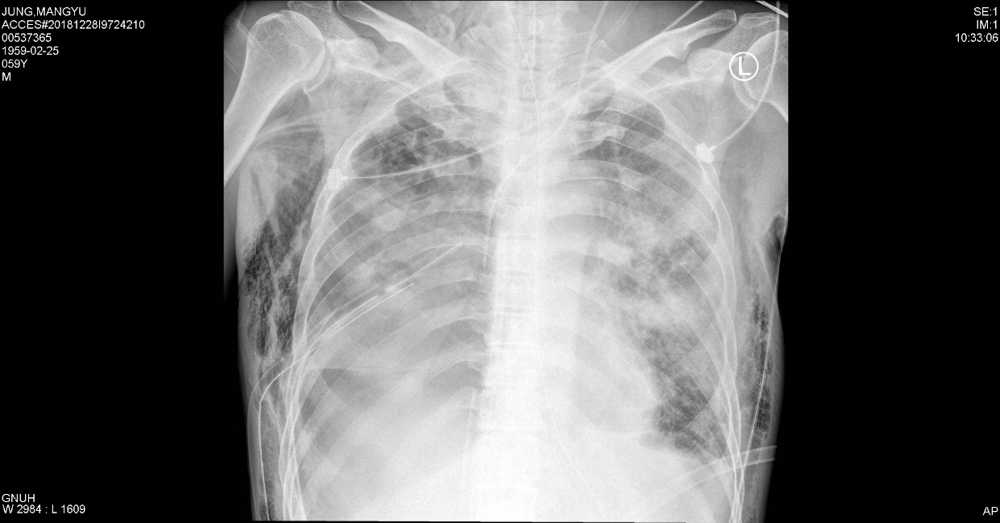 JUNG,MANGYU
ACCES#20181228I9724210
00537365
1959-02-25
059Y
M
SE:1
IM:1
10:33:06
L
GNUH
W 2984 : L 1609
AP